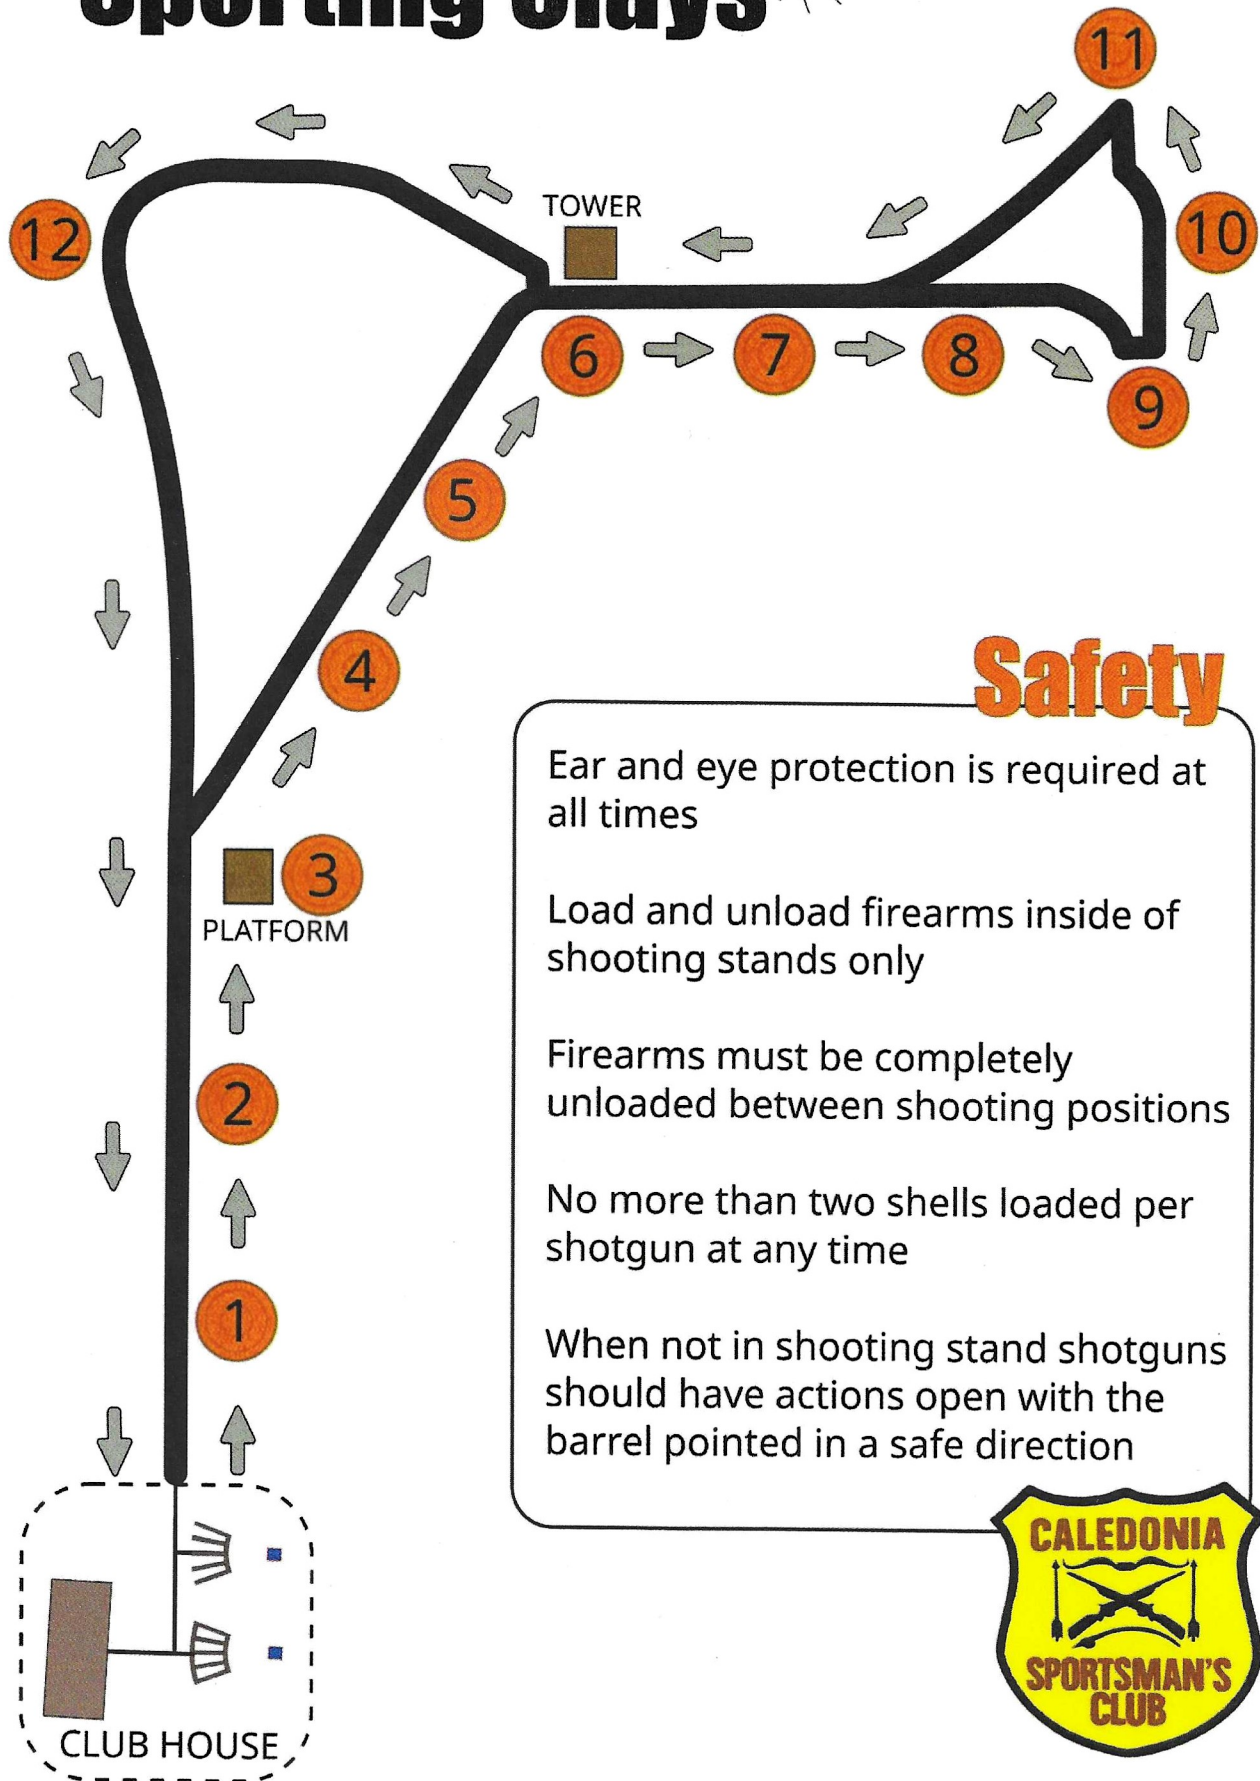 Sporting Clays
11
12
TOWER
10
6
7
8
9
5
4
3
PLATFORM
2
1
CLUB HOUSE
Safety
Ear and eye protection is required at
all times
Load and unload firearms inside of
shooting stands only
Firearms must be completely
unloaded between shooting positions
No more than two shells loaded per
shotgun at any time
When not in shooting stand shotguns
should have actions open with the
barrel pointed in a safe direction
CALEDONIA
SPORTSMAN'S
CLUB